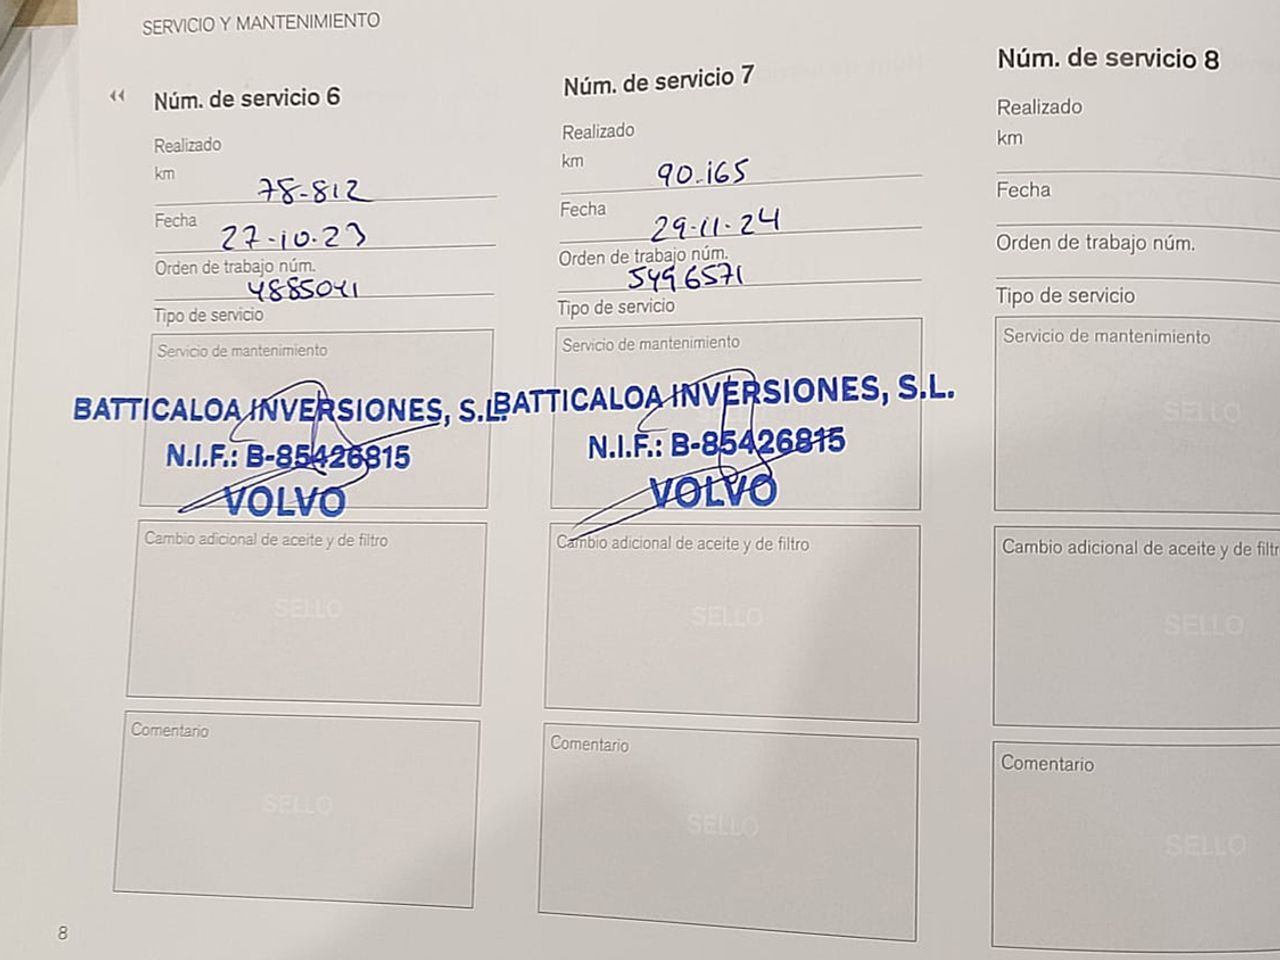 SERVICIO Y MANTENIMIENTO
Núm. de servicio 6
Realizado
km
78-812
Fecha
27-10-23
Orden de trabajo núm.
4885041
Tipo de servicio
Servicio de mantenimiento
BATTICALOA INVERSIONES, S.L.
N.I.F.: B-85426815
VOLVO
Cambio adicional de aceite y de filtro
SELLO
Comentario
SELLO
Núm. de servicio 7
Realizado
km
90.165
Fecha
29-11-24
Orden de trabajo núm.
5496571
Tipo de servicio
Servicio de mantenimiento
BATTICALOA INVERSIONES, S.L.
N.I.F.: B-85426815
VOLVO
Cambio adicional de aceite y de filtro
SELLO
Comentario
SELLO
Núm. de servicio 8
Realizado
km
Fecha
Orden de trabajo núm.
Tipo de servicio
Servicio de mantenimiento
SELLO
Cambio adicional de aceite y de filtr
SELLO
Comentario
SELLO
8